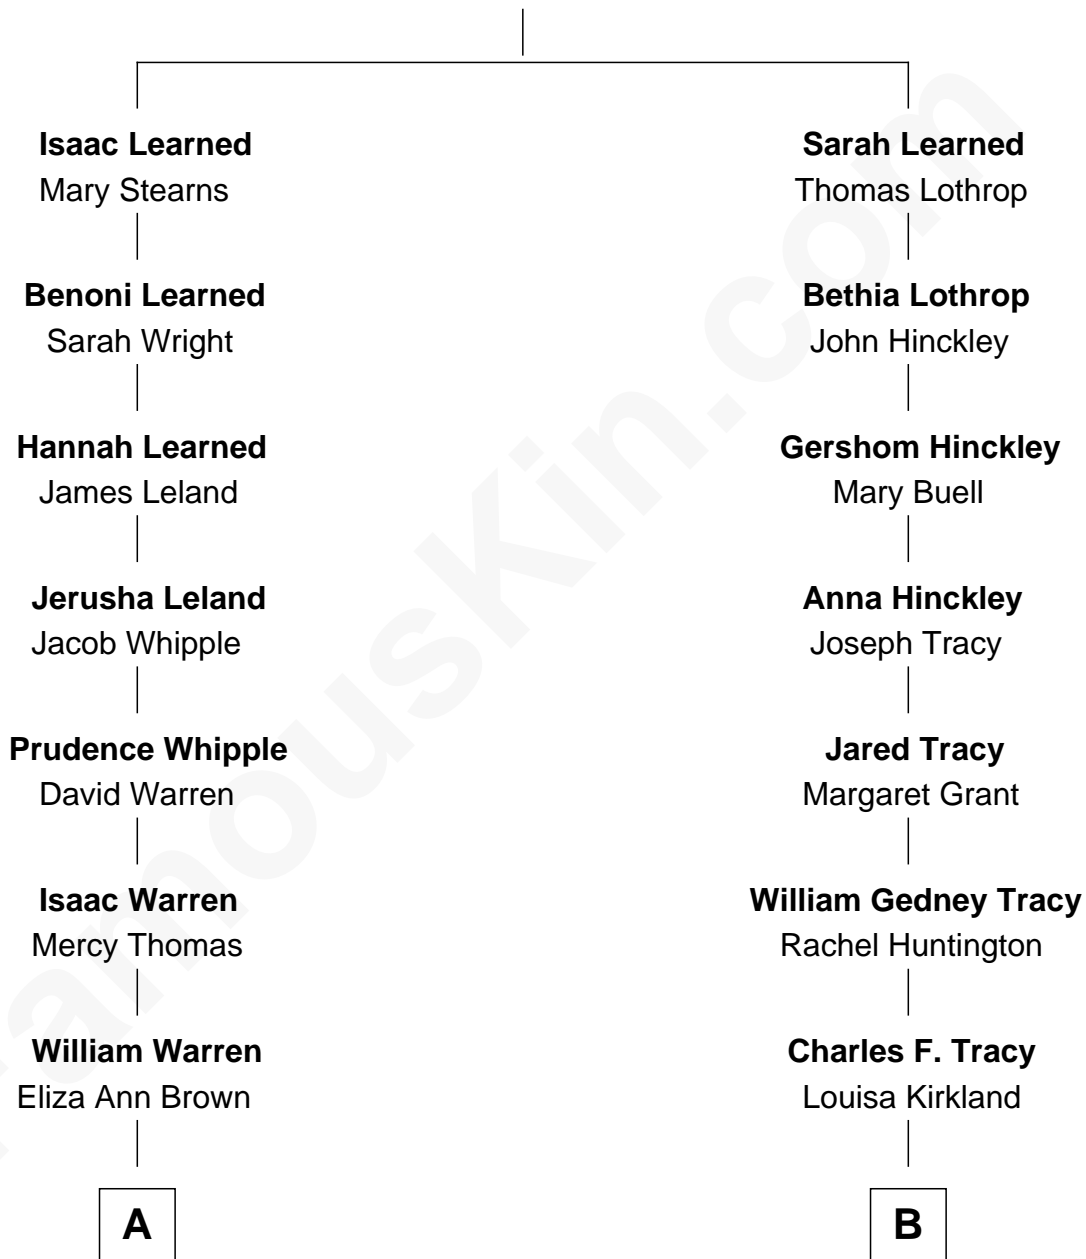 Isaac Learned
Mary Stearns
Benoni Learned
Sarah Wright
Hannah Learned
James Leland
Jerusha Leland
Jacob Whipple
Prudence Whipple
David Warren
Isaac Warren
Mercy Thomas
William Warren
Eliza Ann Brown
A
Sarah Learned
Thomas Lothrop
Bethia Lothrop
John Hinckley
Gershom Hinckley
Mary Buell
Anna Hinckley
Joseph Tracy
Jared Tracy
Margaret Grant
William Gedney Tracy
Rachel Huntington
Charles F. Tracy
Louisa Kirkland
B
FamousKin.com